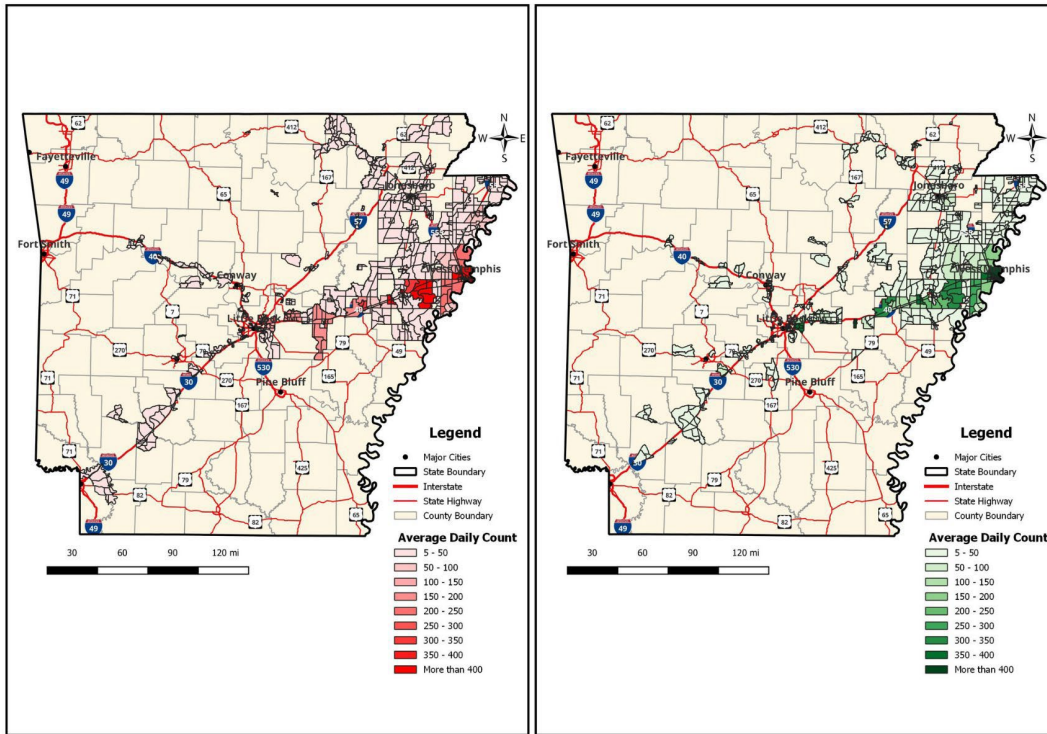 N
W E
S
62
412
62
Fayetteville
412
Jonesboro
49
167
65
49
57
55
Fort Smith
40
West Memphis
Conway
71
7
Little Rock
79
270
79
49
530
71
30
270
165
Pine Bluff
167
71
30
425
79
82
82
65
49
Legend
Major Cities
State Boundary
Interstate
State Highway
County Boundary
Average Daily Count
5 - 50
50 - 100
100 - 150
150 - 200
200 - 250
250 - 300
300 - 350
350 - 400
More than 400
30 60 90 120 mi
N
W E
S
62
412
62
Fayetteville
412
Jonesboro
49
167
65
49
57
Fort Smith
40
West Memphis
Conway
71
7
Little Rock
79
270
79
49
530
71
30
270
165
Pine Bluff
167
71
30
425
79
82
82
65
49
Legend
Major Cities
State Boundary
Interstate
State Highway
County Boundary
Average Daily Count
5 - 50
50 - 100
100 - 150
150 - 200
200 - 250
250 - 300
300 - 350
350 - 400
More than 400
30 60 90 120 mi